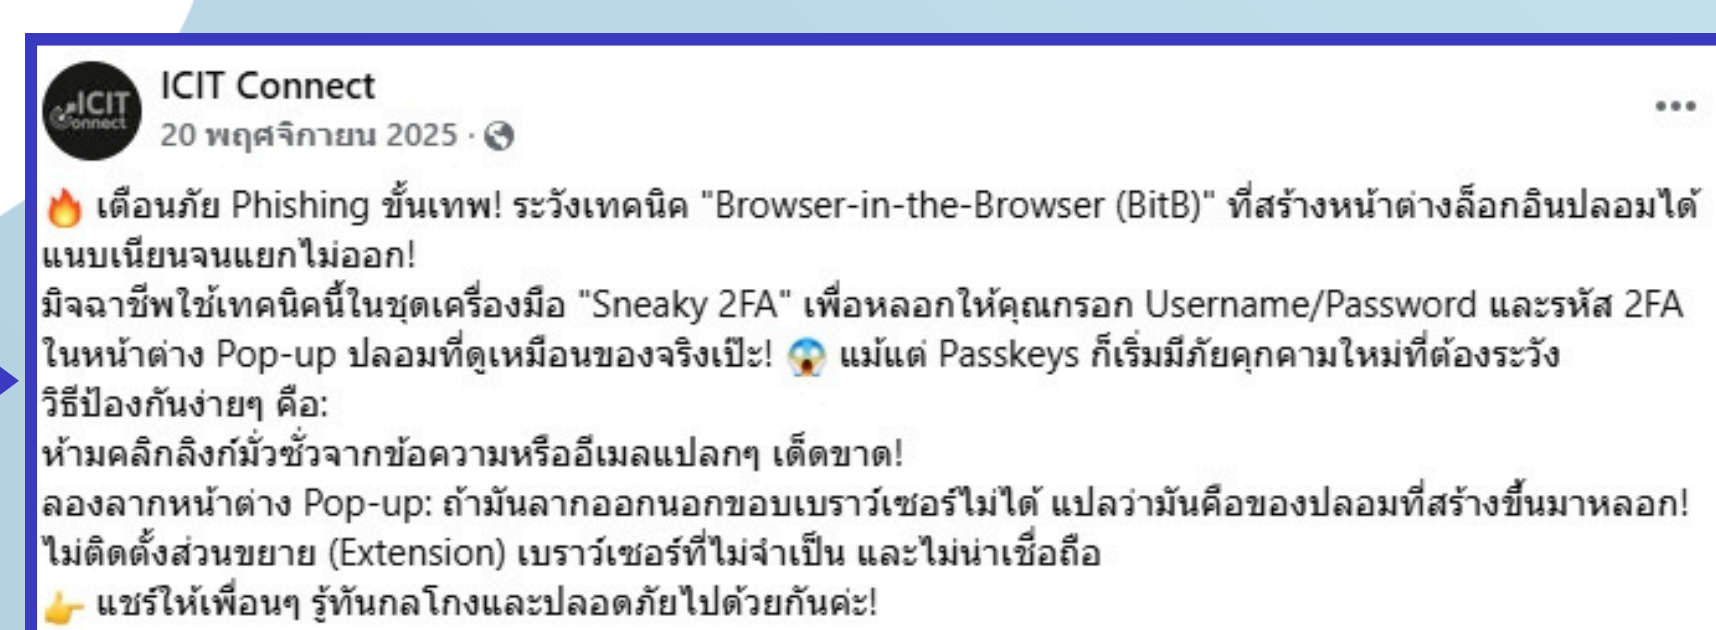 ICIT Connect
ICIT Connect
20 พฤศจิกายน 2025 ·
🔥 เตือนภัย Phishing ขั้นเทพ! ระวังเทคนิค "Browser-in-the-Browser (BitB)" ที่สร้างหน้าต่างล็อกอินปลอมได้
แนบเนียนจนแยกไม่ออก!
มิจฉาชีพใช้เทคนิคนี้ในชุดเครื่องมือ "Sneaky 2FA" เพื่อหลอกให้คุณกรอก Username/Password และรหัส 2FA
ในหน้าต่าง Pop-up ปลอมที่ดูเหมือนของจริงเป๊ะ! 😱 แม้แต่ Passkeys ก็เริ่มมีภัยคุกคามใหม่ที่ต้องระวัง
วิธีป้องกันง่ายๆ คือ:
ห้ามคลิกลิงก์มั่วซั่วจากข้อความหรืออีเมลแปลกๆ เด็ดขาด!
ลองลากหน้าต่าง Pop-up: ถ้ามันลากออกนอกขอบเบราว์เซอร์ไม่ได้ แปลว่ามันคือของปลอมที่สร้างขึ้นมาหลอก!
ไม่ติดตั้งส่วนขยาย (Extension) เบราว์เซอร์ที่ไม่จำเป็น และไม่น่าเชื่อถือ
👉 แชร์ให้เพื่อนๆ รู้ทันกลโกงและปลอดภัยไปด้วยกันค่ะ!